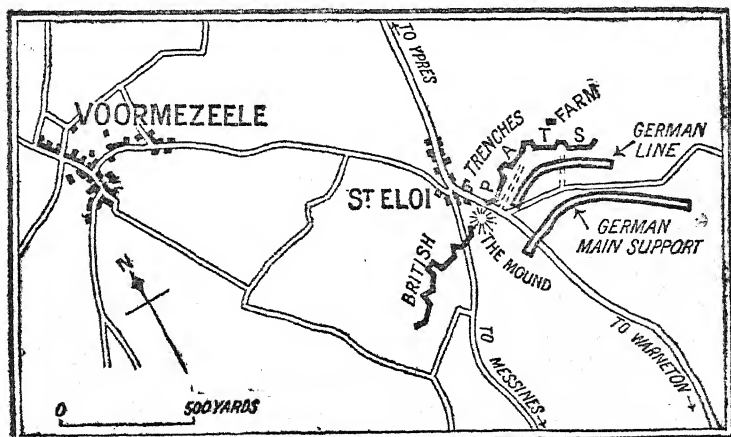 TO YPRES
VOORMEZEELE
FARM
TRENCHES
P A T S
GERMAN
LINE
ST ELOI
GERMAN
MAIN SUPPORT
THE MOUND
BRITISH
N
TO
MESSINES
TO WARNETON
0 500 YARDS